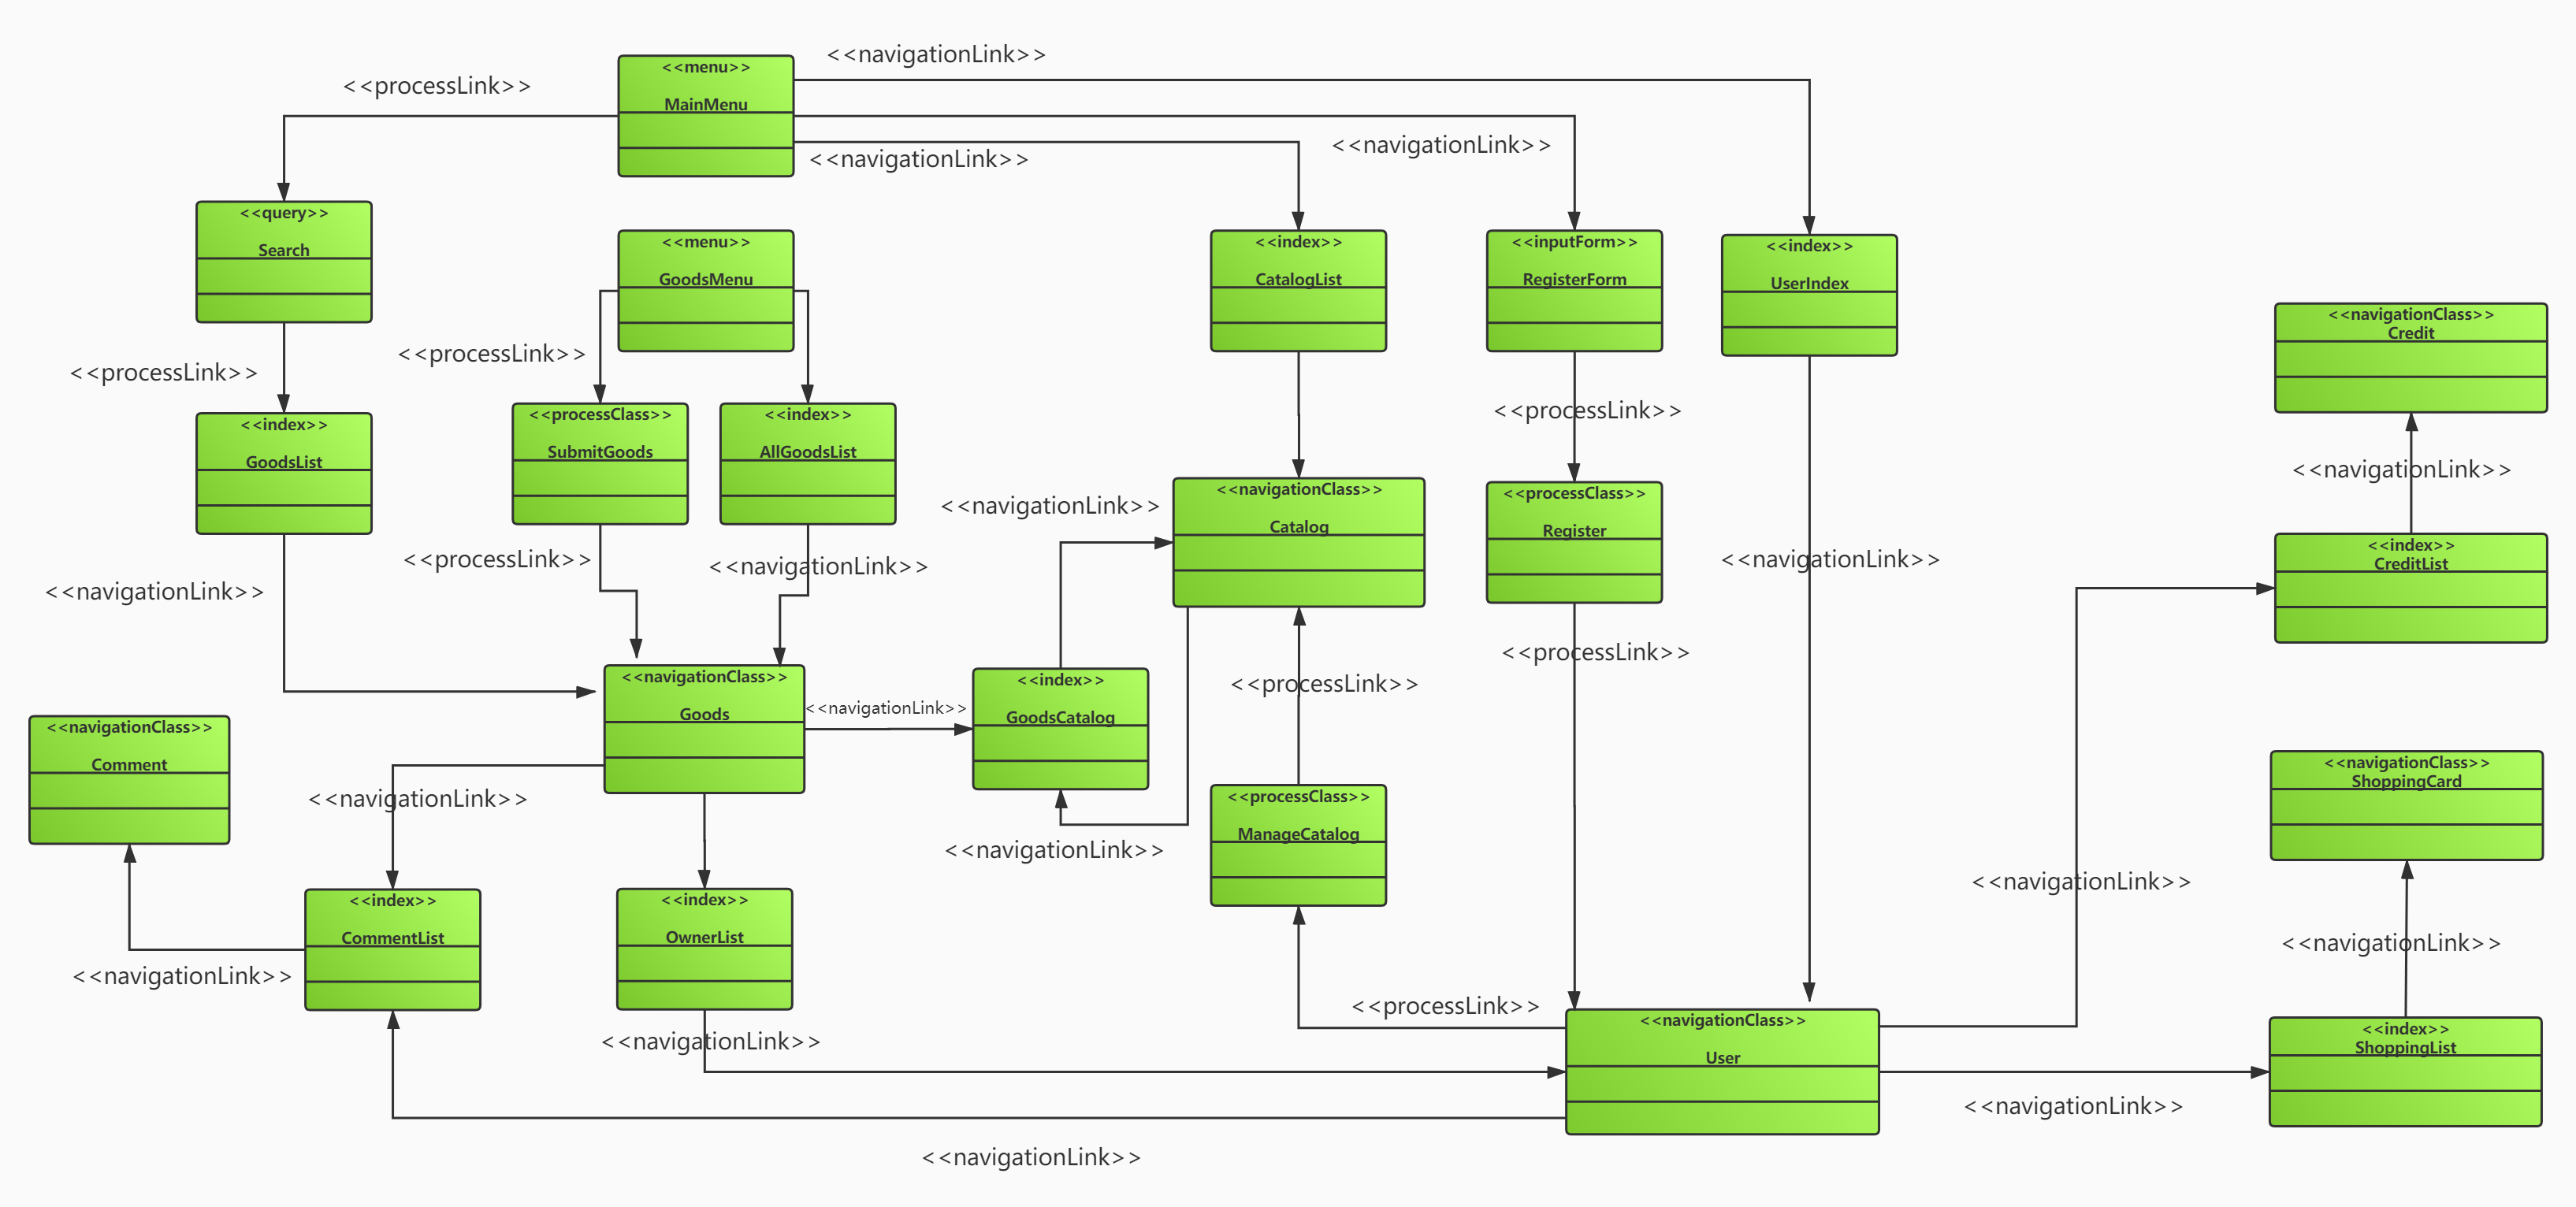 <<navigationLink>>
<<menu>>
MainMenu
<<processLink>>
<<navigationLink>>
<<navigationLink>>
<<query>>
Search
<<menu>>
GoodsMenu
<<index>>
CatalogList
<<inputForm>>
RegisterForm
<<index>>
UserIndex
<<navigationClass>>
Credit
<<processLink>>
<<processLink>>
<<index>>
GoodsList
<<processClass>>
SubmitGoods
<<index>>
AllGoodsList
<<processLink>>
<<navigationLink>>
<<navigationLink>>
<<navigationClass>>
Catalog
<<processClass>>
Register
<<index>>
CreditList
<<navigationLink>>
<<processLink>>
<<navigationLink>>
<<navigationLink>>
<<processLink>>
<<navigationClass>>
Goods
<<navigationLink>>
<<index>>
GoodsCatalog
<<processLink>>
<<navigationClass>>
Comment
<<navigationLink>>
<<navigationLink>>
<<processClass>>
ManageCatalog
<<navigationClass>>
ShoppingCard
<<navigationLink>>
<<index>>
CommentList
<<index>>
OwnerList
<<navigationLink>>
<<navigationLink>>
<<processLink>>
<<navigationLink>>
<<navigationClass>>
User
<<index>>
ShoppingList
<<navigationLink>>
<<navigationLink>>